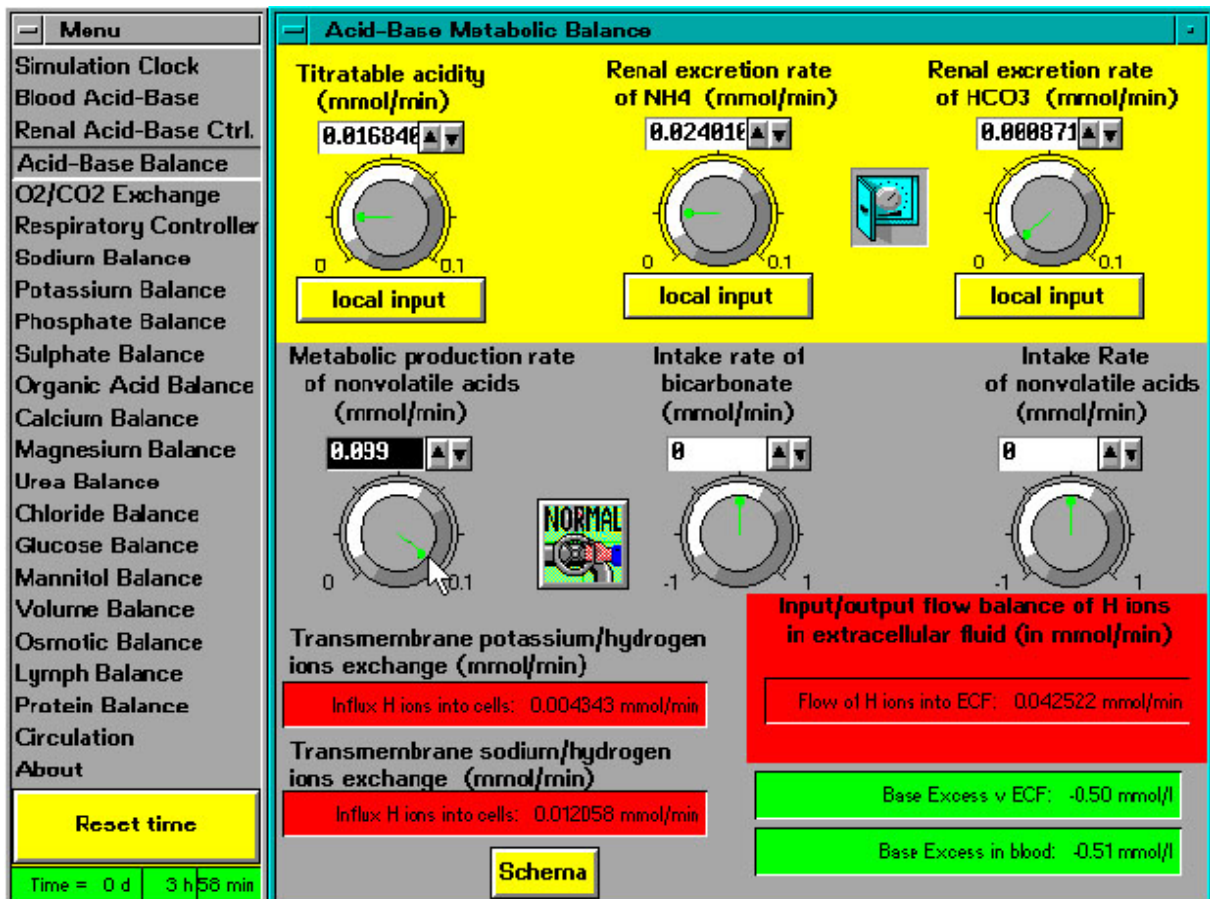 Menu
Simulation Clock
Blood Acid-Base
Renal Acid-Base Ctrl.
Acid-Base Balance
O2/CO2 Exchange
Respiratory Controller
Sodium Balance
Potassium Balance
Phosphate Balance
Sulphate Balance
Organic Acid Balance
Calcium Balance
Magnesium Balance
Urea Balance
Chloride Balance
Glucose Balance
Mannitol Balance
Volume Balance
Osmotic Balance
Lymph Balance
Protein Balance
Circulation
About
Reset time
Time = 0 d 3 h 58 min
Acid-Base Metabolic Balance
Titratable acidity
(mmol/min)
0.016840
0 0.1
local input
Renal excretion rate
of NH4 (mmol/min)
0.024010
0 0.1
local input
Renal excretion rate
of HCO3 (mmol/min)
0.000871
0 0.1
local input
Metabolic production rate
of nonvolatile acids
(mmol/min)
0.099
0 0.1
NORMAL
Intake rate of
bicarbonate
(mmol/min)
0
-1 1
Intake Rate
of nonvolatile acids
(mmol/min)
0
-1 1
Transmembrane potassium/hydrogen
ions exchange (mmol/min)
Influx H ions into cells: 0.004343 mmol/min
Transmembrane sodium/hydrogen
ions exchange (mmol/min)
Influx H ions into cells: 0.012058 mmol/min
Schema
Input/output flow balance of H ions
in extracellular fluid (in mmol/min)
Flow of H ions into ECF: 0.042522 mmol/min
Base Excess v ECF: -0.50 mmol/l
Base Excess in blood: -0.51 mmol/l